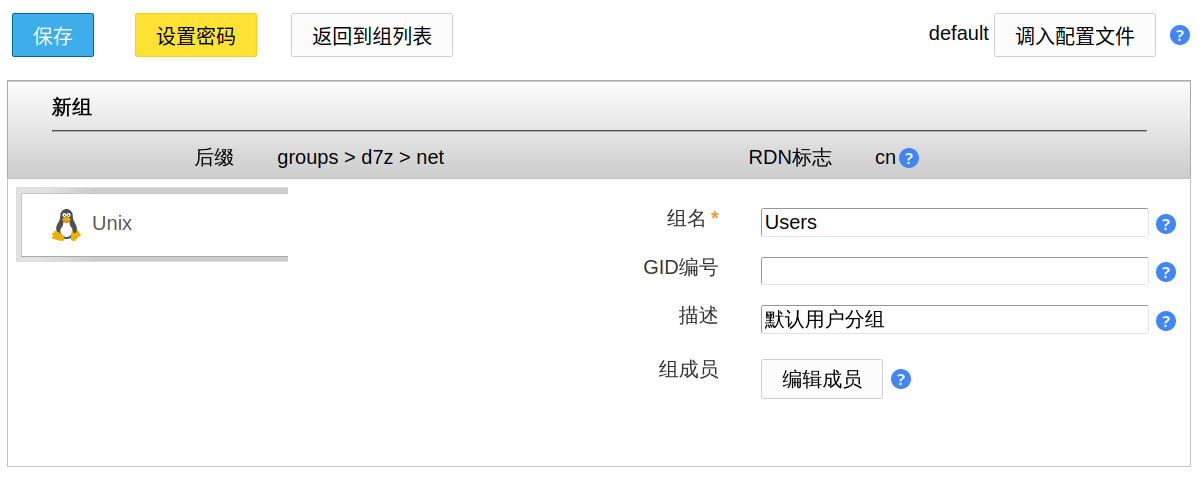 保存 设置密码 返回到组列表 default 调入配置文件 ?
新组
后缀 groups > d7z > net RDN标志 cn ?
Unix
组名 * Users ?
GID编号 ?
描述 默认用户分组 ?
组成员 编辑成员 ?